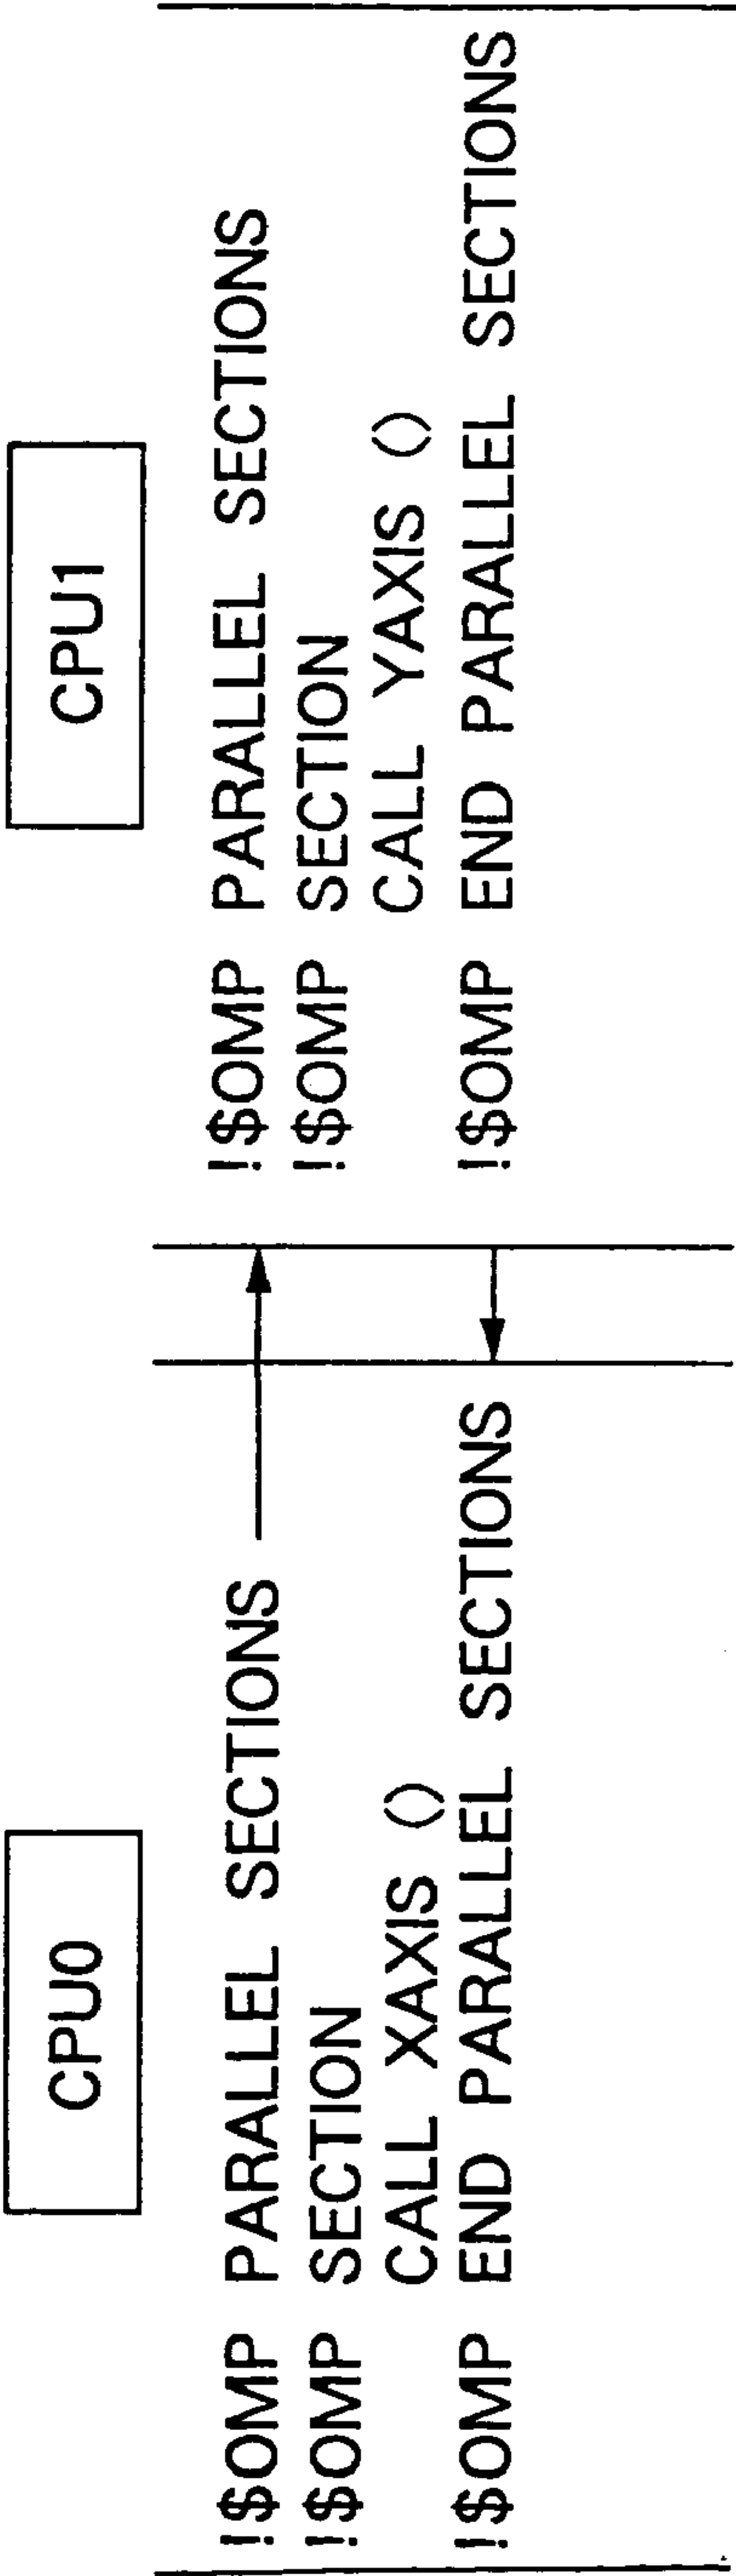 CPU0
!$OMP PARALLEL SECTIONS
!$OMP SECTION
CALL XAXIS ()
!$OMP END PARALLEL SECTIONS
CPU1
!$OMP PARALLEL SECTIONS
!$OMP SECTION
CALL YAXIS ()
!$OMP END PARALLEL SECTIONS